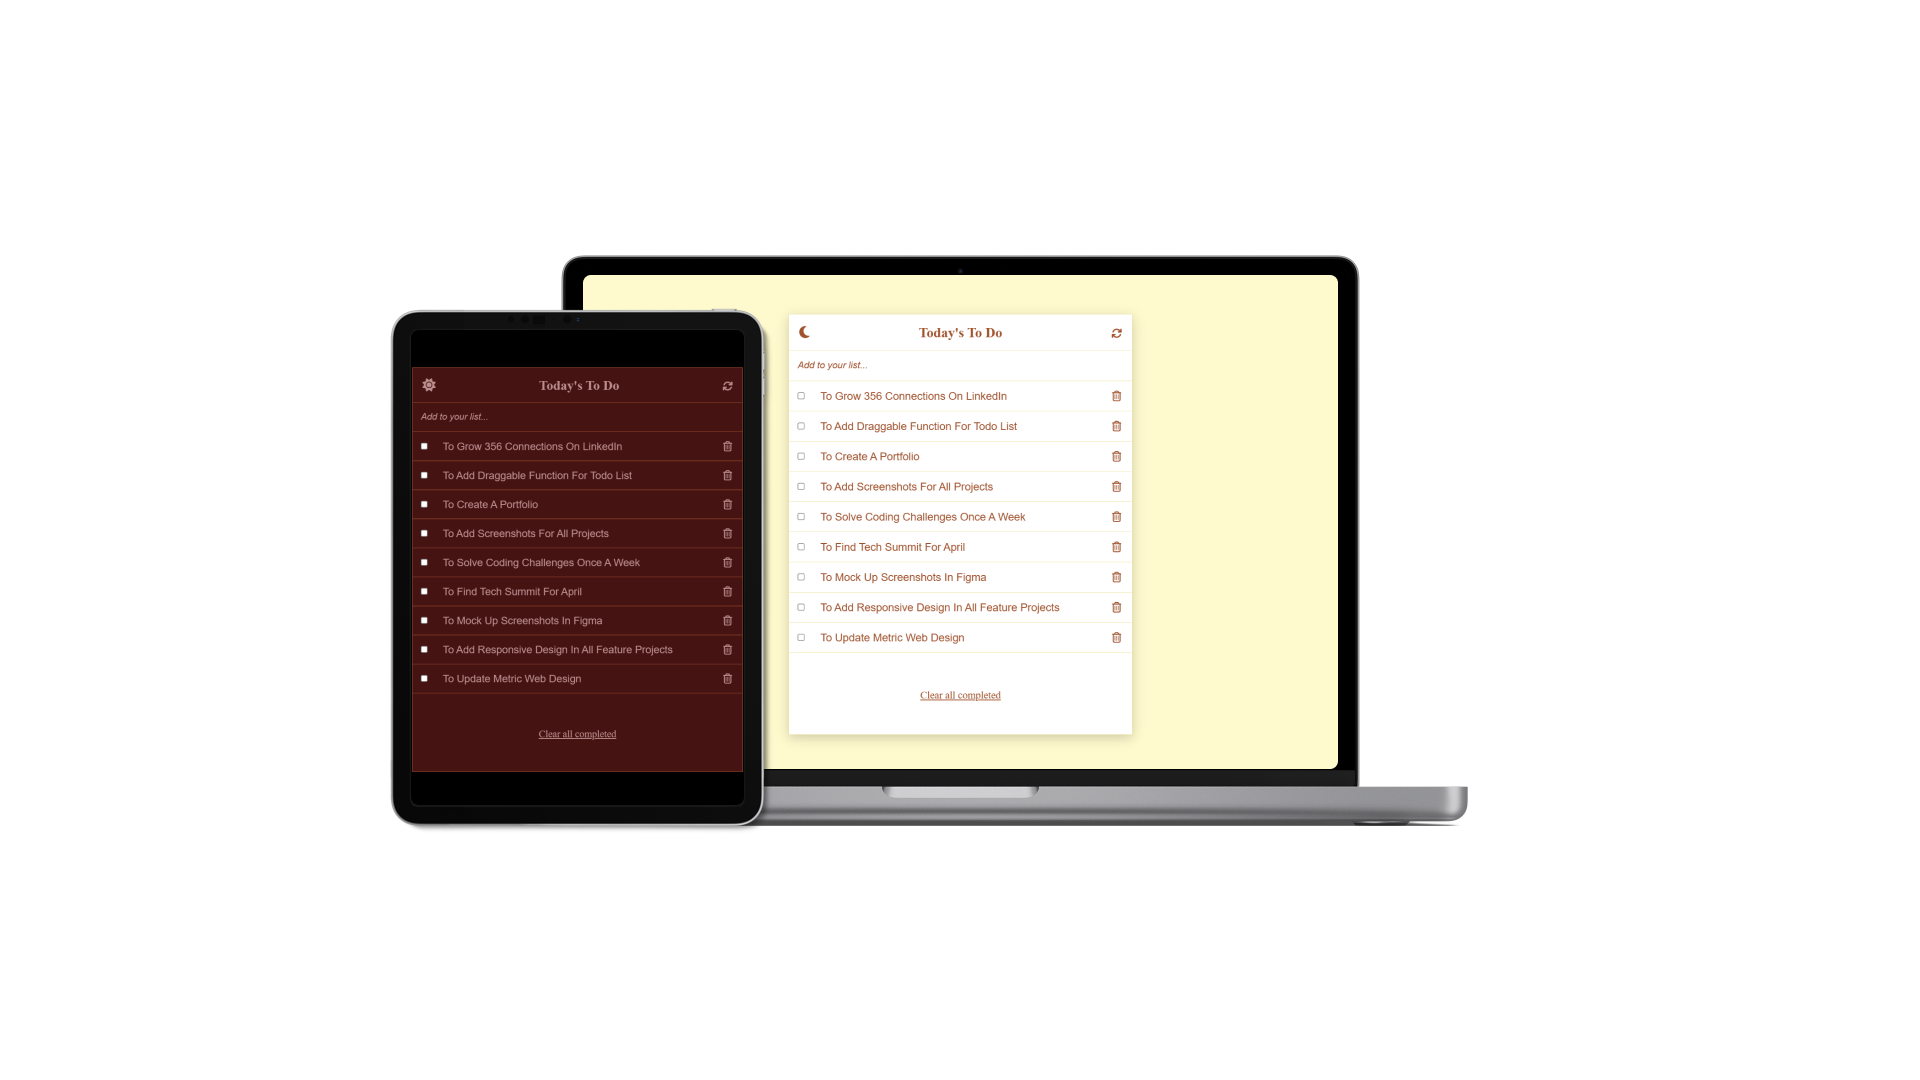 Today's To Do
Add to your list...
To Grow 356 Connections On LinkedIn
To Add Draggable Function For Todo List
To Create A Portfolio
To Add Screenshots For All Projects
To Solve Coding Challenges Once A Week
To Find Tech Summit For April
To Mock Up Screenshots In Figma
To Add Responsive Design In All Feature Projects
To Update Metric Web Design
Clear all completed
Today's To Do
Add to your list...
To Grow 356 Connections On LinkedIn
To Add Draggable Function For Todo List
To Create A Portfolio
To Add Screenshots For All Projects
To Solve Coding Challenges Once A Week
To Find Tech Summit For April
To Mock Up Screenshots In Figma
To Add Responsive Design In All Feature Projects
To Update Metric Web Design
Clear all completed